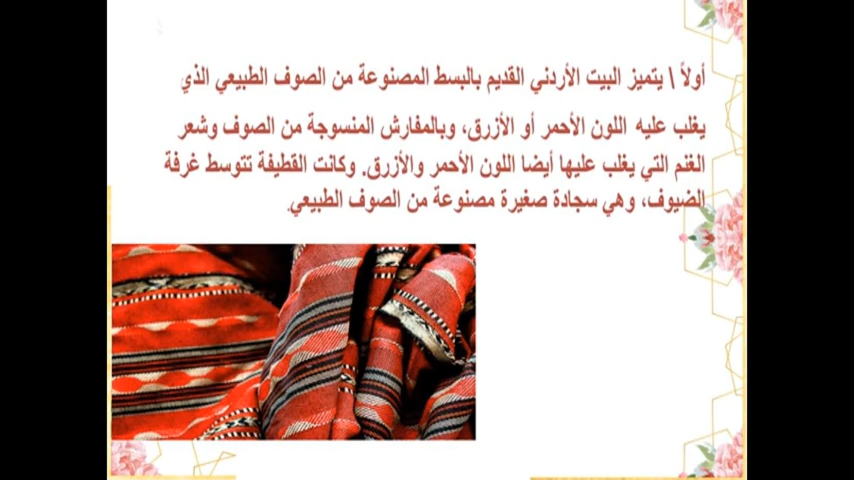 أولاً \ يتميز البيت الأردني القديم بالبسط المصنوعة من الصوف الطبيعي الذي
يغلب عليه اللون الأحمر أو الأزرق، وبالمفارش المنسوجة من الصوف وشعر
الغنم التي يغلب عليها أيضا اللون الأحمر والأزرق. وكانت القطيفة تتوسط غرفة
الضيوف، وهي سجادة صغيرة مصنوعة من الصوف الطبيعي.